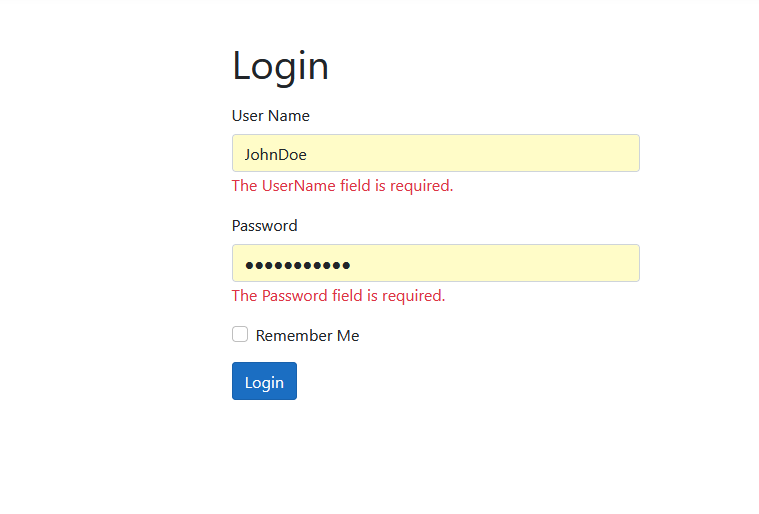 Login
User Name
JohnDoe
The UserName field is required.
Password
●●●●●●●●●●●
The Password field is required.
Remember Me
Login